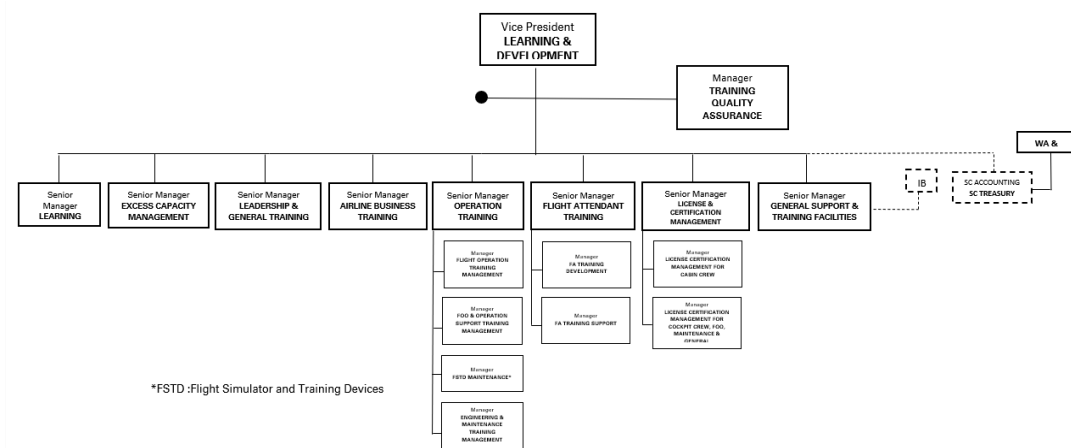 Vice President
LEARNING &
DEVELOPMENT
Manager
TRAINING
QUALITY
ASSURANCE
WA &
IB
SC ACCOUNTING
SC TREASURY
Senior
Manager
LEARNING
Senior Manager
EXCESS CAPACITY
MANAGEMENT
Senior Manager
LEADERSHIP &
GENERAL TRAINING
Senior Manager
AIRLINE BUSINESS
TRAINING
Senior Manager
OPERATION
TRAINING
Senior Manager
FLIGHT ATTENDANT
TRAINING
Senior Manager
LICENSE &
CERTIFICATION
MANAGEMENT
Senior Manager
GENERAL SUPPORT &
TRAINING FACILITIES
Manager
FLIGHT OPERATION
TRAINING
MANAGEMENT
Manager
FOO & OPERATION
SUPPORT TRAINING
MANAGEMENT
Manager
FSTD MAINTENANCE*
Manager
ENGINEERING &
MAINTENANCE
TRAINING
MANAGEMENT
Manager
FA TRAINING
DEVELOPMENT
Manager
FA TRAINING SUPPORT
Manager
LICENSE CERTIFICATION
MANAGEMENT FOR
CABIN CREW
Manager
LICENSE CERTIFICATION
MANAGEMENT FOR
COCKPIT CREW, FOO,
MAINTENANCE &
GENERAL
*FSTD :Flight Simulator and Training Devices